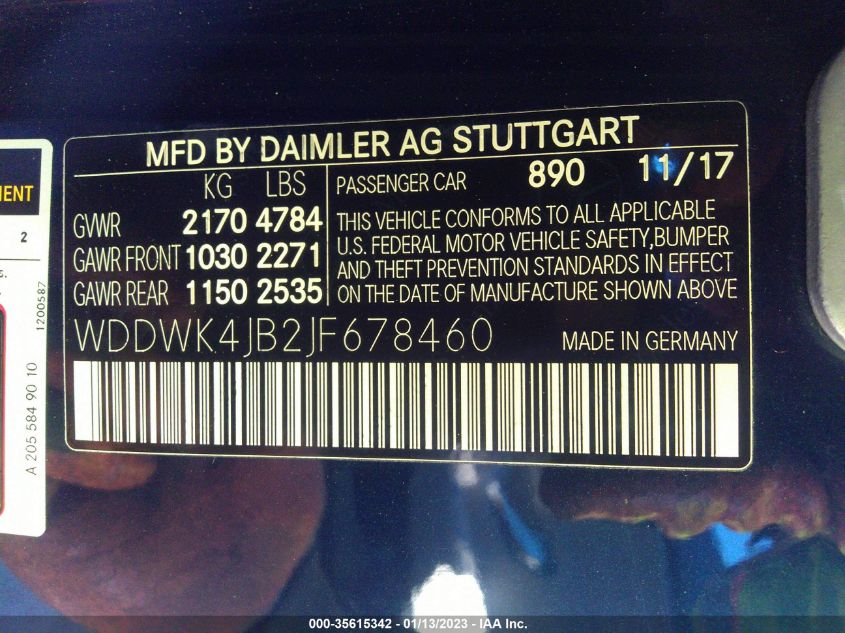 MFD BY DAIMLER AG STUTTGART
KG LBS
GVWR 2170 4784
GAWR FRONT 1030 2271
GAWR REAR 1150 2535
PASSENGER CAR 890 11/17
THIS VEHICLE CONFORMS TO ALL APPLICABLE
U.S. FEDERAL MOTOR VEHICLE SAFETY,BUMPER
AND THEFT PREVENTION STANDARDS IN EFFECT
ON THE DATE OF MANUFACTURE SHOWN ABOVE
WDDWK4JB2JF678460 MADE IN GERMANY
2
A 205 584 90 10
1200587
000-35615342 - 01/13/2023 - IAA Inc.